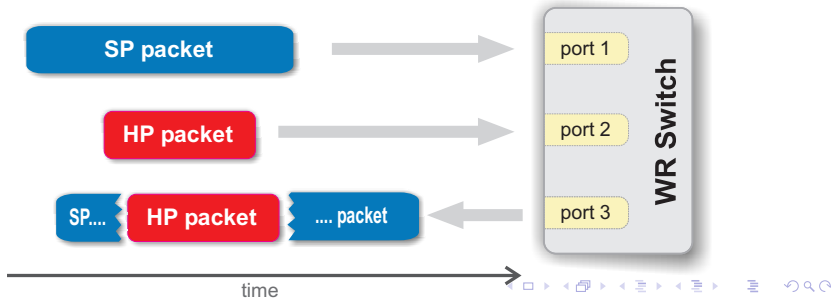 SP packet
port 1
HP packet
port 2
WR Switch
SP....
HP packet
.... packet
port 3
time